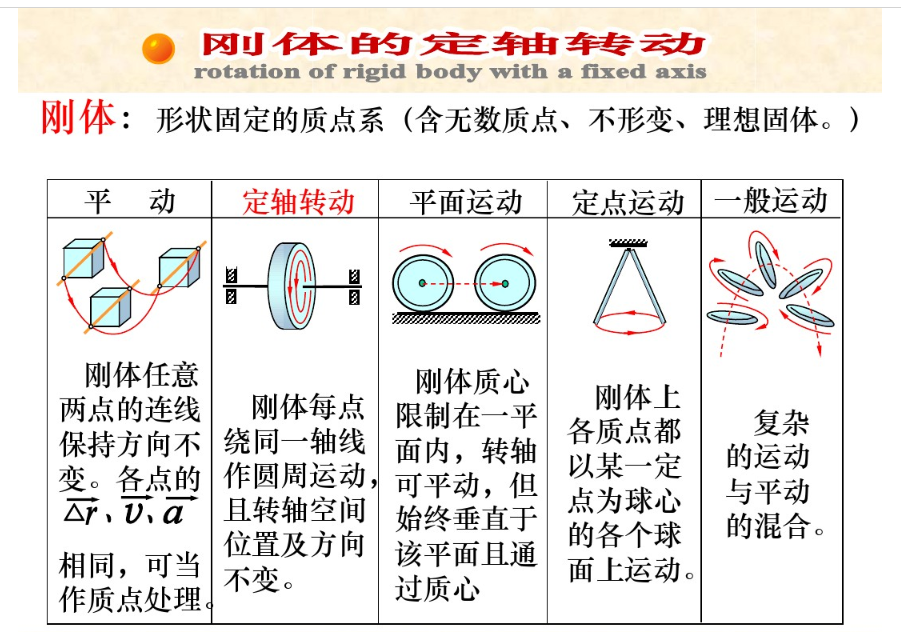 刚体的定轴转动
rotation of rigid body with a fixed axis
刚体：形状固定的质点系（含无数质点、不形变、理想固体。）
平 动
定轴转动
平面运动
定点运动
一般运动
刚体任意
两点的连线
保持方向不
变。各点的
△r、v、a
相同，可当
作质点处理。
刚体每点
绕同一轴线
作圆周运动，
且转轴空间
位置及方向
不变。
刚体质心
限制在一平
面内，转轴
可平动，但
始终垂直于
该平面且通
过质心
刚体上
各质点都
以某一定
点为球心
的各个球
面上运动。
复杂
的运动
与平动
的混合。